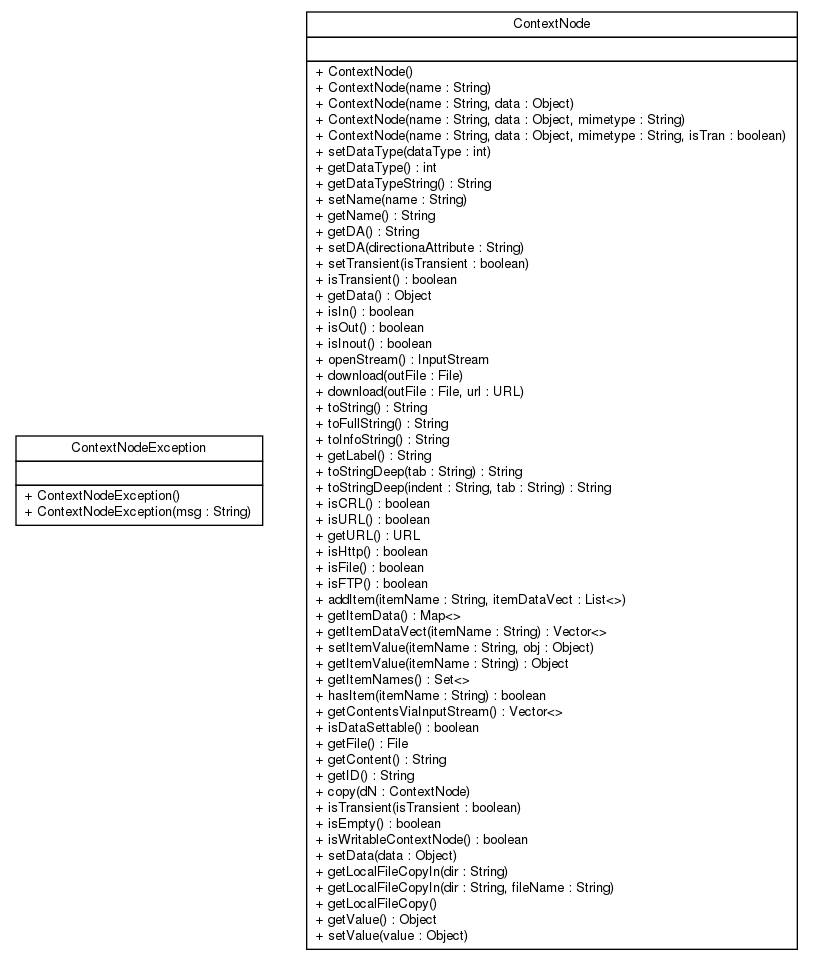 ContextNode
+ ContextNode()
+ ContextNode(name : String)
+ ContextNode(name : String, data : Object)
+ ContextNode(name : String, data : Object, mimetype : String)
+ ContextNode(name : String, data : Object, mimetype : String, isTran : boolean)
+ setDataType(dataType : int)
+ getDataType() : int
+ getDataTypeString() : String
+ setName(name : String)
+ getName() : String
+ getDA() : String
+ setDA(directionaAttribute : String)
+ setTransient(isTransient : boolean)
+ isTransient() : boolean
+ getData() : Object
+ isIn() : boolean
+ isOut() : boolean
+ isInout() : boolean
+ openStream() : InputStream
+ download(outFile : File)
+ download(outFile : File, url : URL)
+ toString() : String
+ toFullString() : String
+ toInfoString() : String
+ getLabel() : String
+ toStringDeep(tab : String) : String
+ toStringDeep(indent : String, tab : String) : String
+ isCRL() : boolean
+ isURL() : boolean
+ getURL() : URL
+ isHttp() : boolean
+ isFile() : boolean
+ isFTP() : boolean
+ addItem(itemName : String, itemDataVect : List<>)
+ getItemData() : Map<>
+ getItemDataVect(itemName : String) : Vector<>
+ setItemValue(itemName : String, obj : Object)
+ getItemValue(itemName : String) : Object
+ getItemNames() : Set<>
+ hasItem(itemName : String) : boolean
+ getContentsViaInputStream() : Vector<>
+ isDataSettable() : boolean
+ getFile() : File
+ getContent() : String
+ getID() : String
+ copy(dN : ContextNode)
+ isTransient(isTransient : boolean)
+ isEmpty() : boolean
+ isWritableContextNode() : boolean
+ setData(data : Object)
+ getLocalFileCopyIn(dir : String)
+ getLocalFileCopyIn(dir : String, fileName : String)
+ getLocalFileCopy()
+ getValue() : Object
+ setValue(value : Object)
ContextNodeException
+ ContextNodeException()
+ ContextNodeException(msg : String)